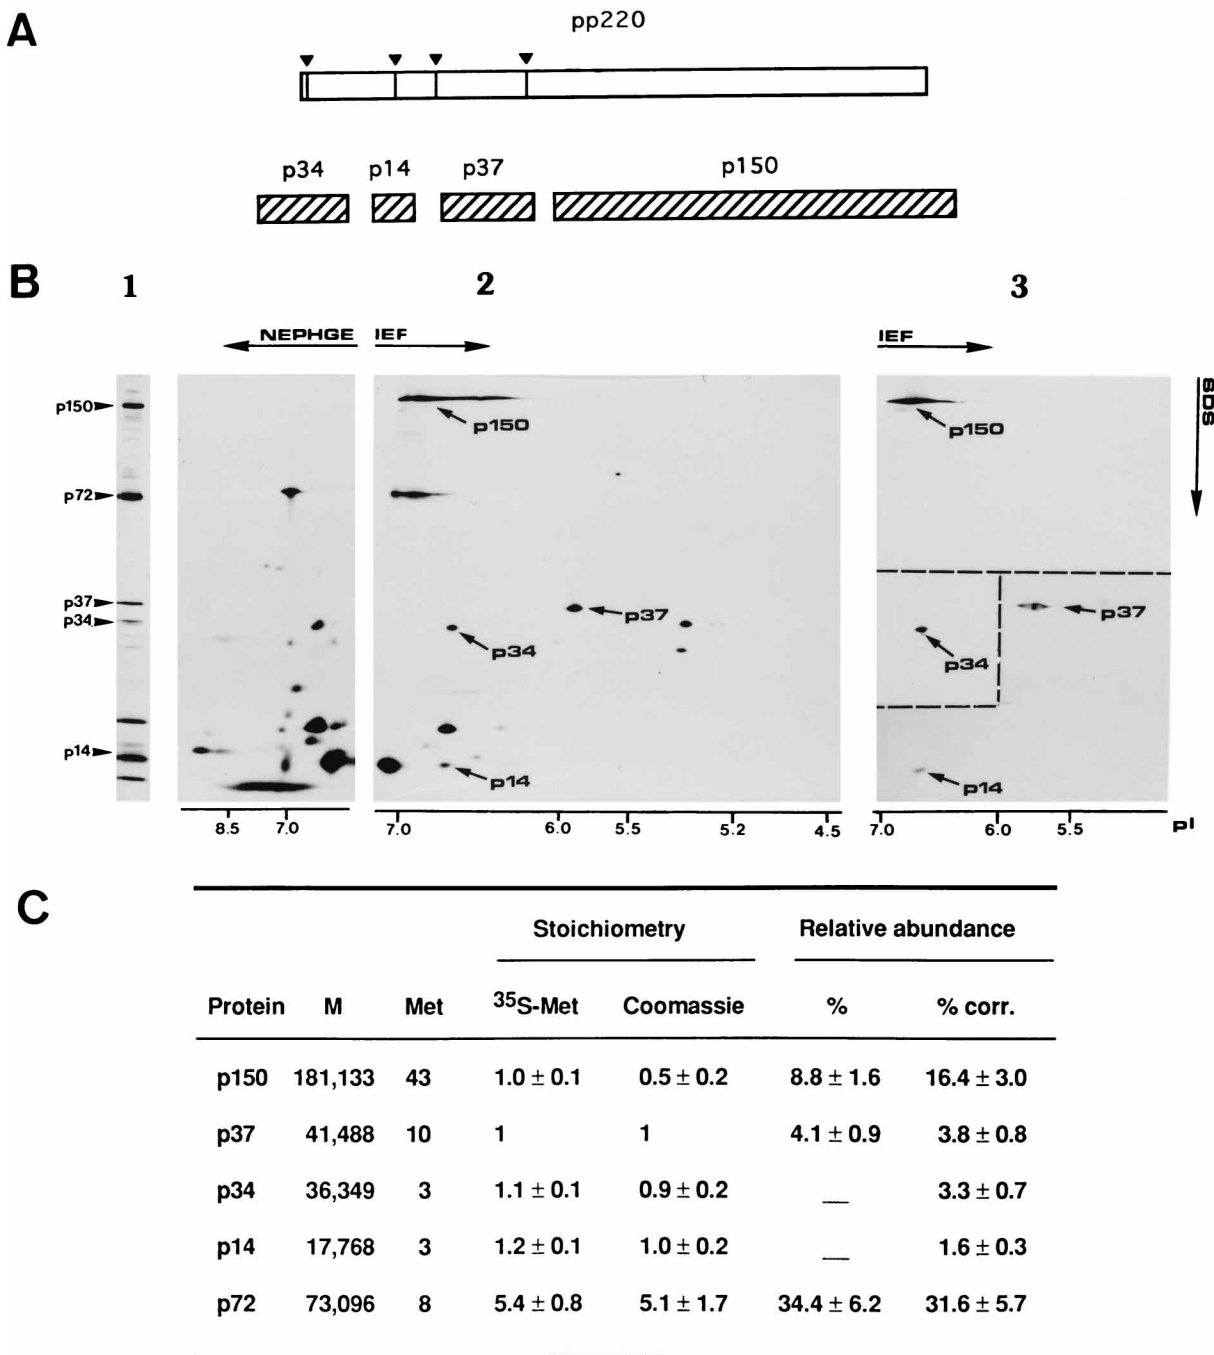 A
pp220
p34 p14 p37 p150
B 1 2 3
NEPHGE IEF IEF
SDS
p150 p150 p150
p72
p37 p37 p37
p34 p34 p34
p14 p14 p14
8.5 7.0 7.0 6.0 5.5 5.2 4.5 7.0 6.0 5.5 pI
C
Stoichiometry Relative abundance
Protein M Met 35S-Met Coomassie % % corr.
p150 181,133 43 1.0 ± 0.1 0.5 ± 0.2 8.8 ± 1.6 16.4 ± 3.0
p37 41,488 10 1 1 4.1 ± 0.9 3.8 ± 0.8
p34 36,349 3 1.1 ± 0.1 0.9 ± 0.2 — 3.3 ± 0.7
p14 17,768 3 1.2 ± 0.1 1.0 ± 0.2 — 1.6 ± 0.3
p72 73,096 8 5.4 ± 0.8 5.1 ± 1.7 34.4 ± 6.2 31.6 ± 5.7